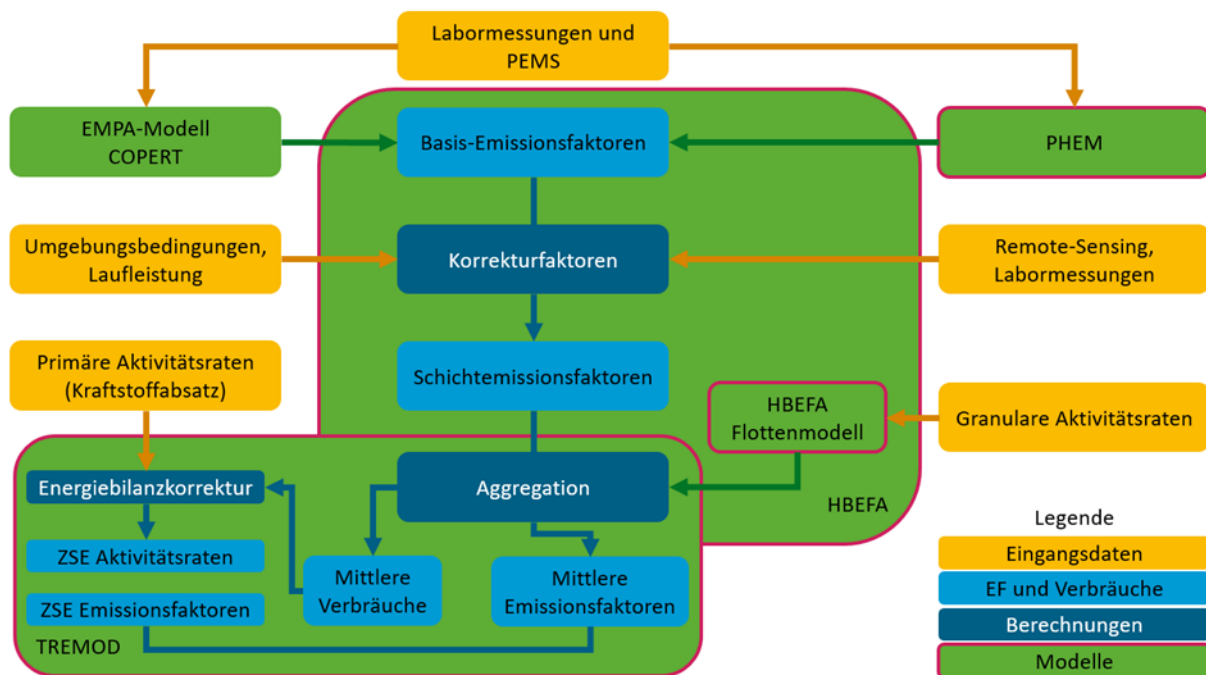 Labormessungen und
PEMS
EMPA-Modell
COPERT
Basis-Emissionsfaktoren
PHEM
Umgebungsbedingungen,
Laufleistung
Korrekturfaktoren
Remote-Sensing,
Labormessungen
Primäre Aktivitätsraten
(Kraftstoffabsatz)
Schichtemissionsfaktoren
HBEFA
Flottenmodell
Granulare Aktivitätsraten
Energiebilanzkorrektur
Aggregation
HBEFA
ZSE Aktivitätsraten
Mittlere
Verbräuche
Mittlere
Emissionsfaktoren
ZSE Emissionsfaktoren
TREMOD
Legende
Eingangsdaten
EF und Verbräuche
Berechnungen
Modelle